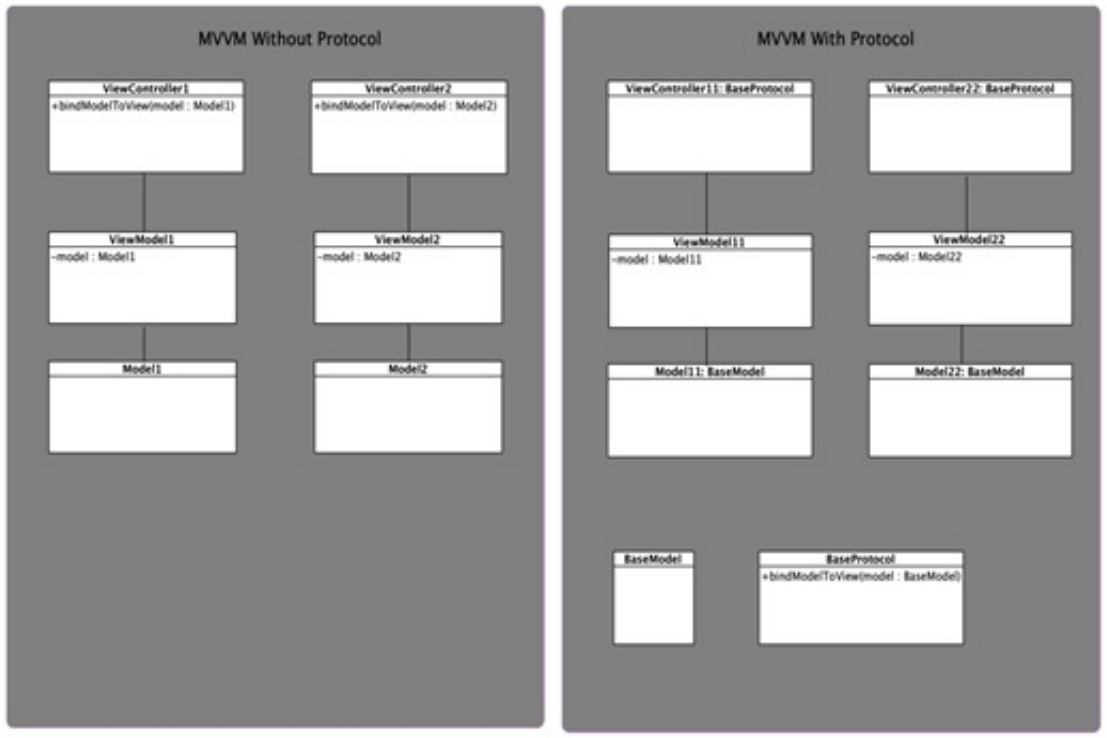 MVVM Without Protocol
ViewController1
+bindModelToView(model : Model1)
ViewController2
+bindModelToView(model : Model2)
ViewModel1
-model : Model1
ViewModel2
-model : Model2
Model1
Model2
MVVM With Protocol
ViewController11: BaseProtocol
ViewController22: BaseProtocol
ViewModel11
-model : Model11
ViewModel22
-model : Model22
Model11: BaseModel
Model22: BaseModel
BaseModel
BaseProtocol
+bindModelToView(model : BaseModel)